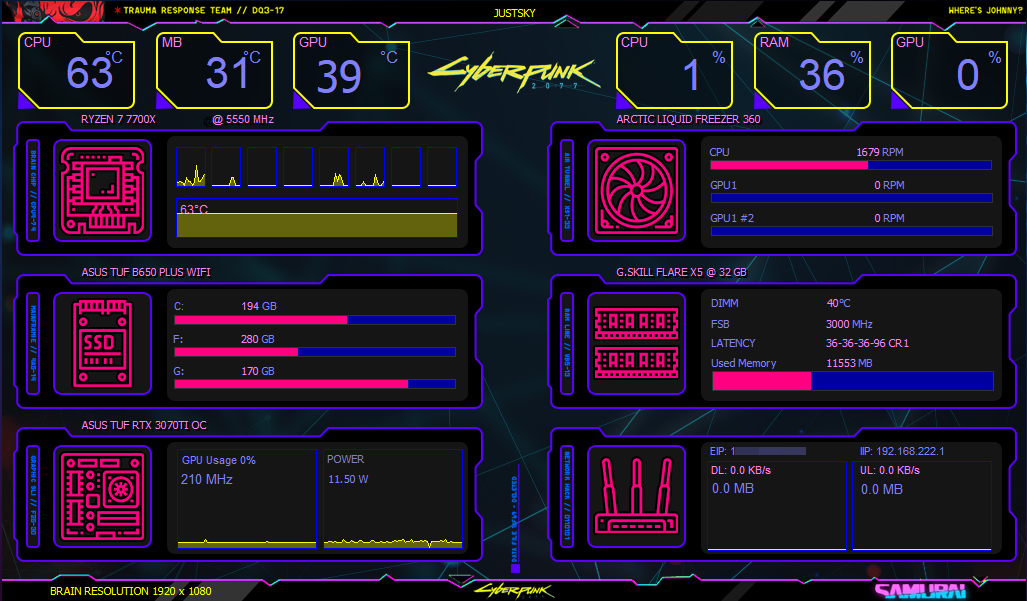 TRAUMA RESPONSE TEAM // DQ3-17
JUSTSKY
WHERE'S JOHNNY?
CPU
63°C
MB
31°C
GPU
39°C
CYBERPUNK
2077
CPU
1 %
RAM
36 %
GPU
0 %
RYZEN 7 7700X @ 5550 MHz
63°C
ARCTIC LIQUID FREEZER 360
CPU 1679 RPM
GPU1 0 RPM
GPU1 #2 0 RPM
ASUS TUF B650 PLUS WIFI
SSD
C: 194 GB
F: 280 GB
G: 170 GB
G.SKILL FLARE X5 @ 32 GB
DIMM 40°C
FSB 3000 MHz
LATENCY 36-36-36-96 CR1
Used Memory 11553 MB
ASUS TUF RTX 3070TI OC
GPU Usage 0%
210 MHz
POWER
11.50 W
EIP: 1
IIP: 192.168.222.1
DL: 0.0 KB/s
0.0 MB
UL: 0.0 KB/s
0.0 MB
BRAIN RESOLUTION 1920 x 1080
CYBERPUNK
SAMURAI